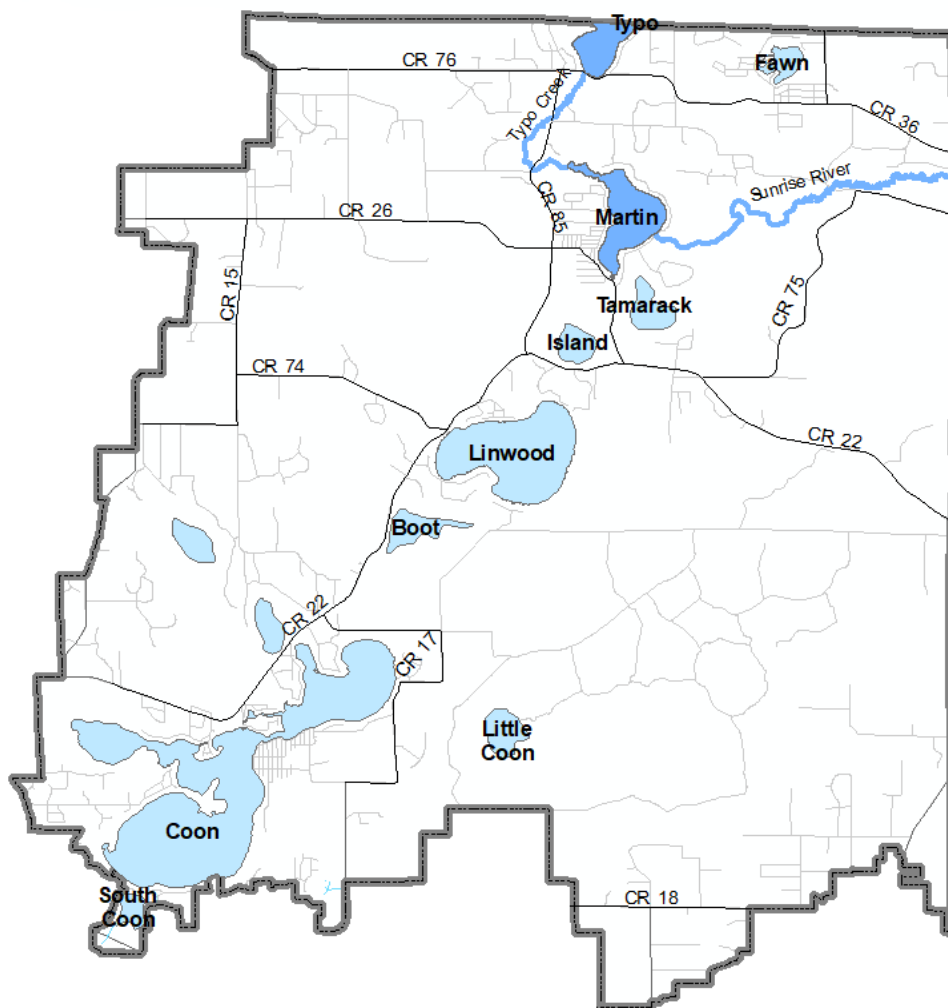 Typo
CR 76
Fawn
Typo Creek
CR 36
Sunrise River
CR 26
CR 85
Martin
CR 15
CR 75
Tamarack
Island
CR 74
CR 22
Linwood
Boot
CR 22
CR 17
Little
Coon
Coon
South
Coon
CR 18